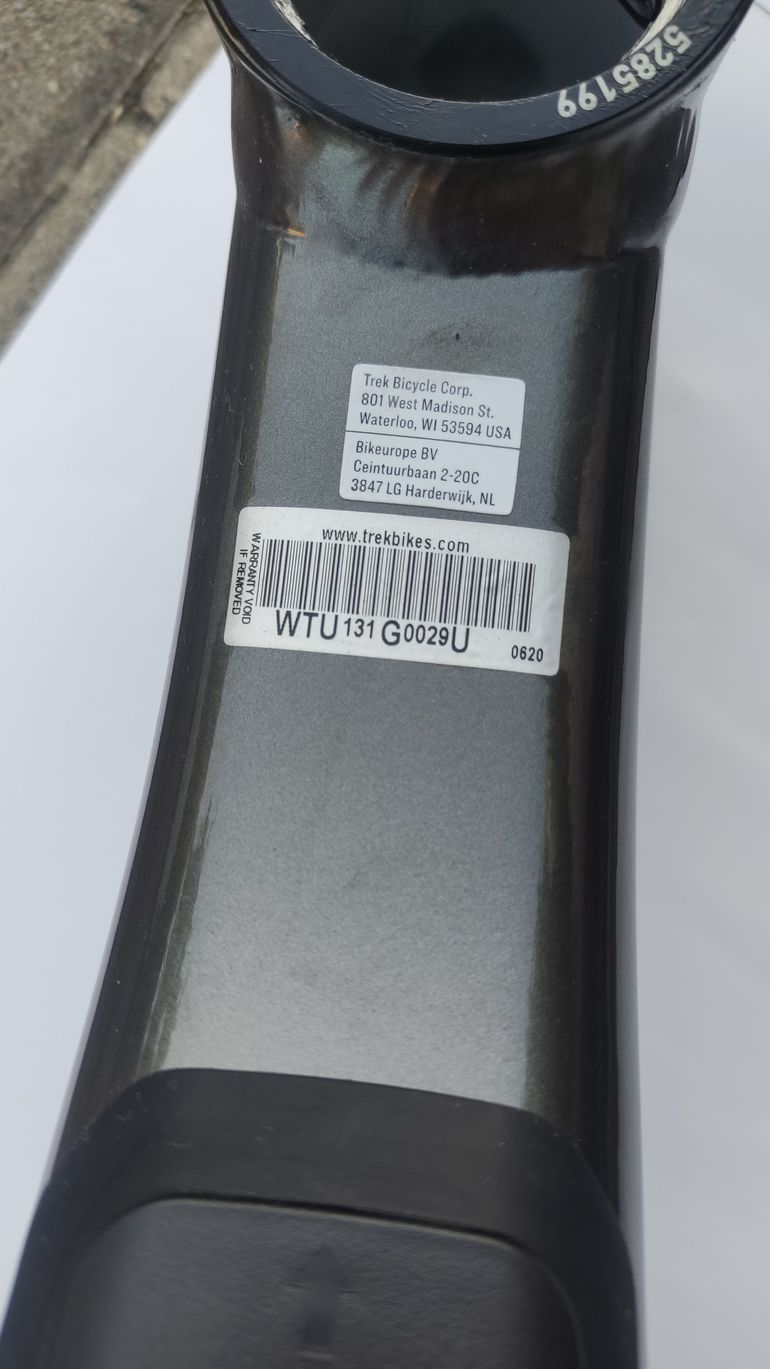 5285199
Trek Bicycle Corp.
801 West Madison St.
Waterloo, WI 53594 USA
Bikeurope BV
Ceintuurbaan 2-20C
3847 LG Harderwijk, NL
www.trekbikes.com
WARRANTY VOID
IF REMOVED
WTU131G0029U
0620